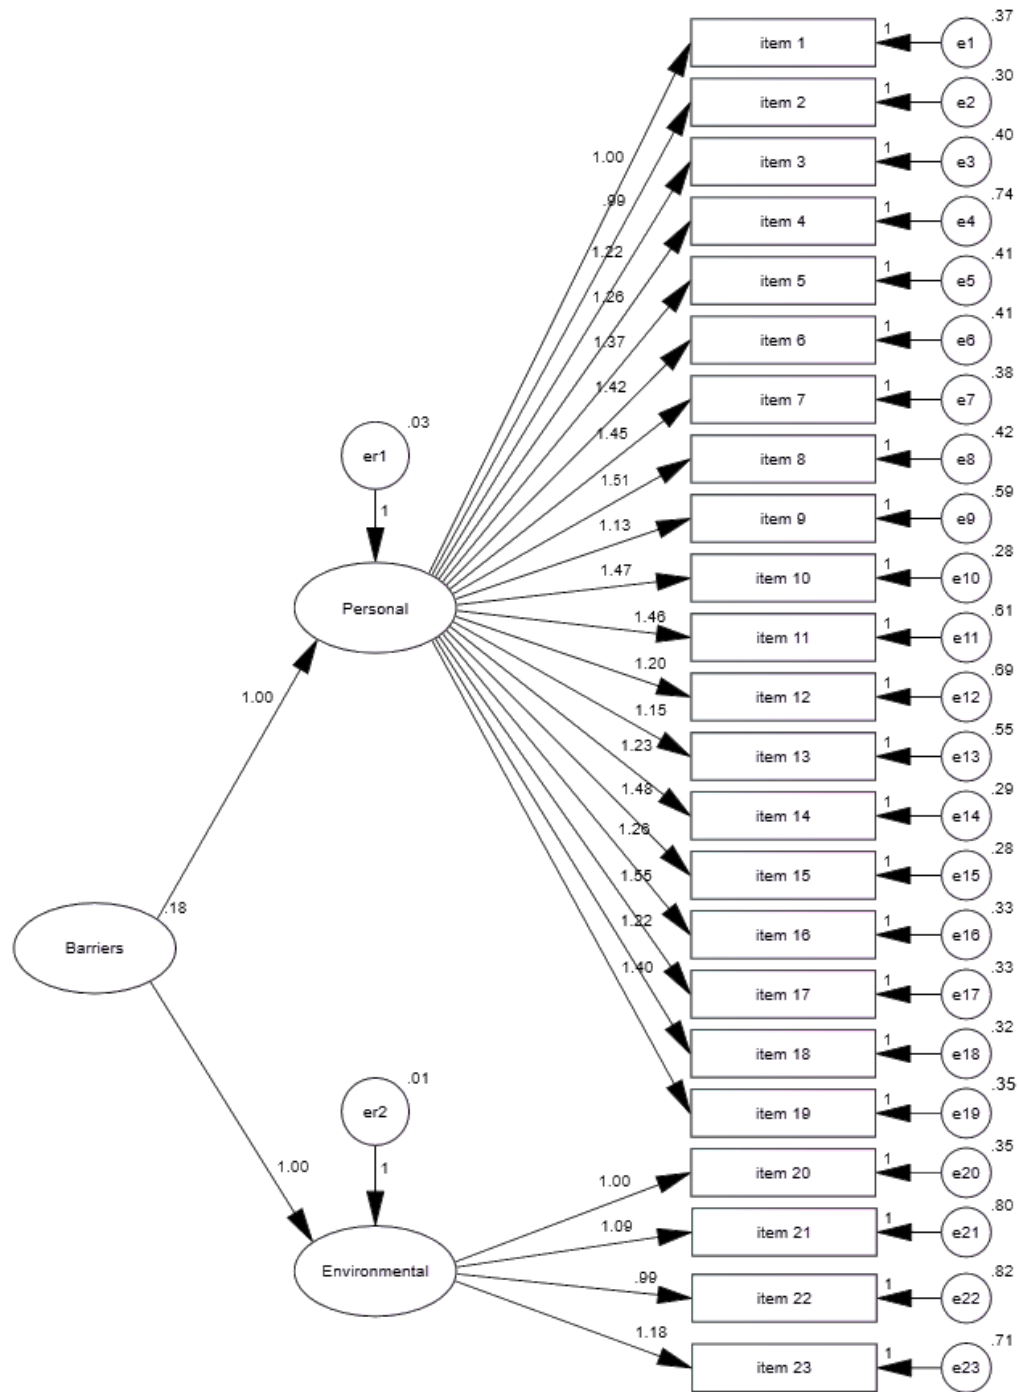 .37
1
item 1
e1
.30
1
item 2
e2
.40
1
item 3
e3
.74
1
item 4
e4
.41
1
item 5
e5
.41
1
item 6
e6
.38
1
item 7
e7
.42
1
item 8
e8
.59
1
item 9
e9
.28
1
item 10
e10
.61
1
item 11
e11
.69
1
item 12
e12
.55
1
item 13
e13
.29
1
item 14
e14
.28
1
item 15
e15
.33
1
item 16
e16
.33
1
item 17
e17
.32
1
item 18
e18
.35
1
item 19
e19
.35
1
item 20
e20
.80
1
item 21
e21
.82
1
item 22
e22
.71
1
item 23
e23
1.00
.99
1.22
1.26
1.37
1.42
1.45
1.51
1.13
1.47
1.46
1.20
1.15
1.23
1.48
1.26
1.55
1.22
1.40
.03
er1
1
Personal
1.00
.18
Barriers
1.00
.01
er2
1
Environmental
1.00
1.09
.99
1.18